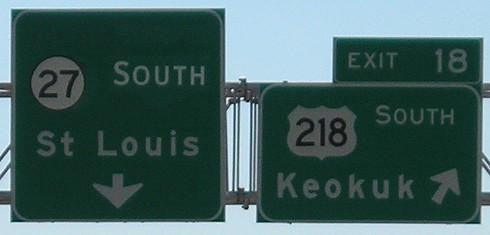 27 SOUTH
St Louis
EXIT 18
218 SOUTH
Keokuk